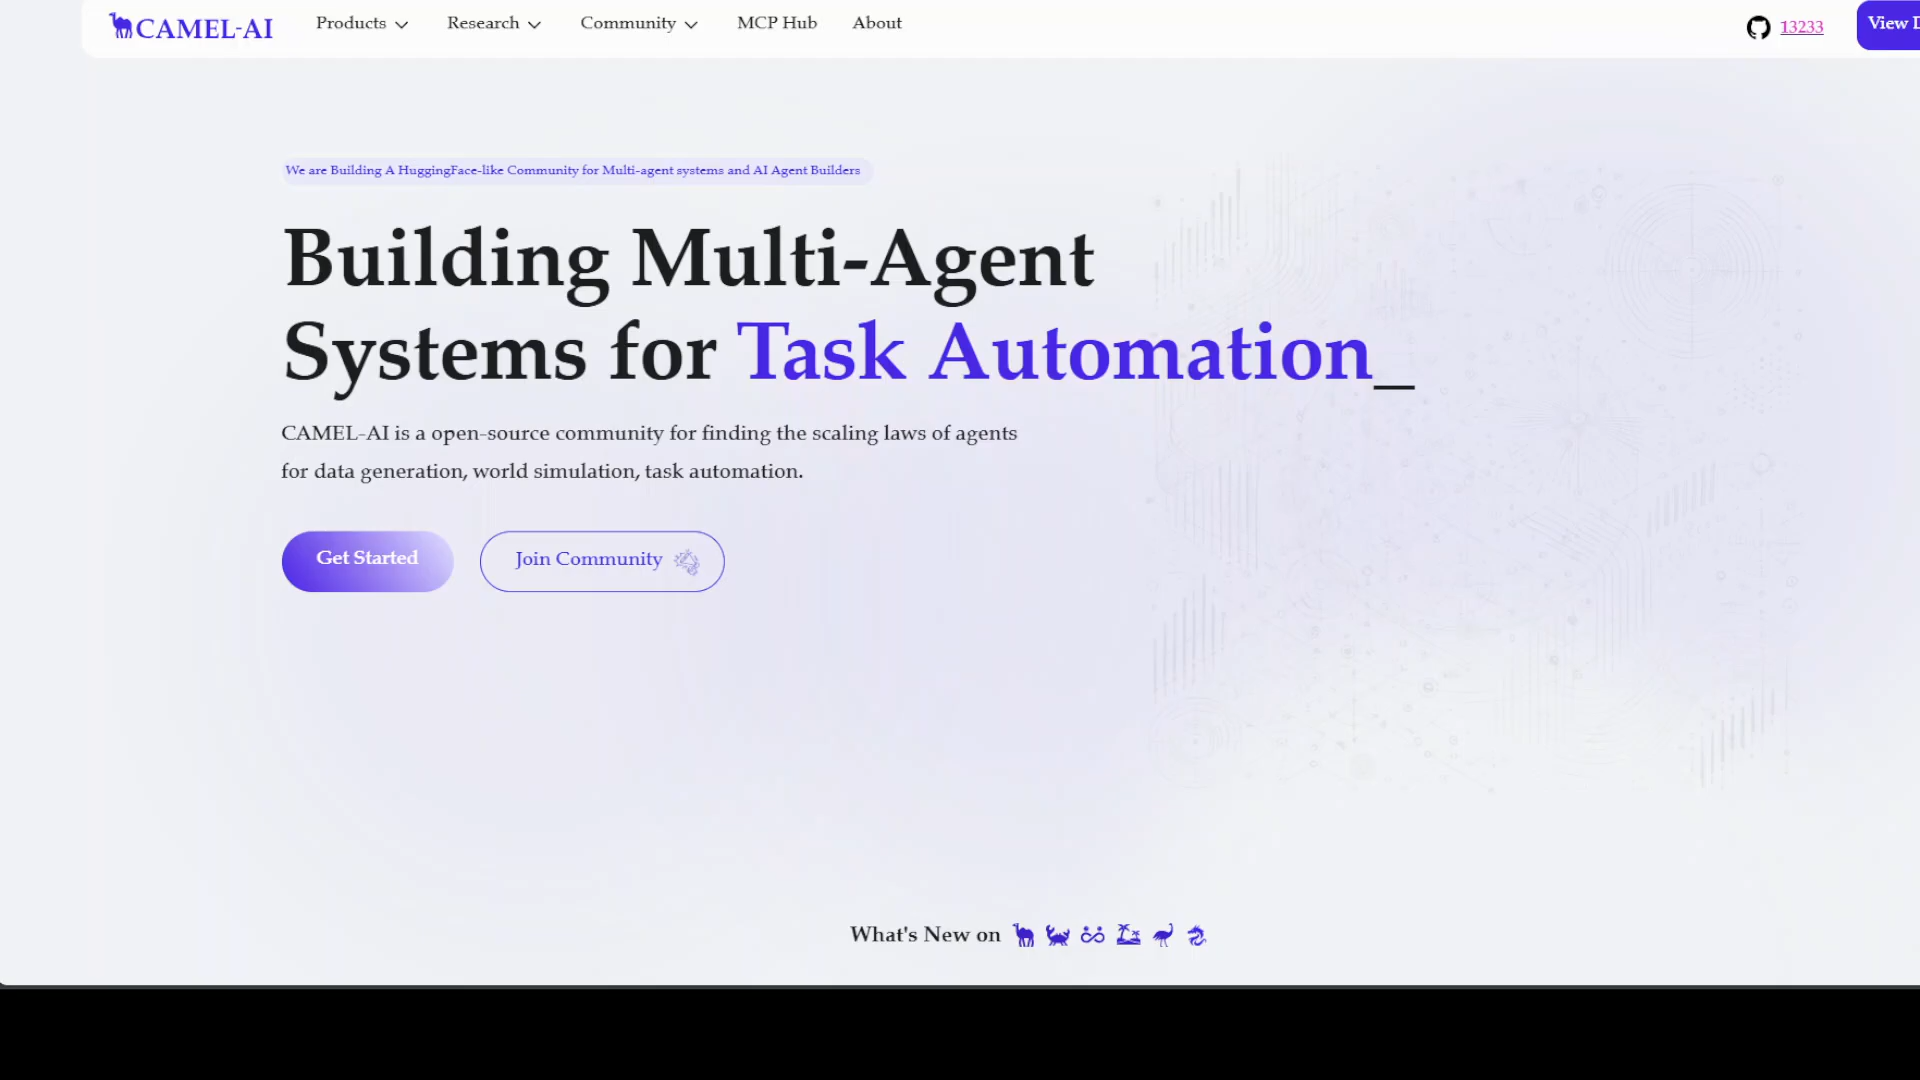 CAMEL-AI Products Research Community MCP Hub About 13233 View
We are Building A HuggingFace-like Community for Multi-agent systems and AI Agent Builders
Building Multi-Agent
Systems for Task Automation_
CAMEL-AI is a open-source community for finding the scaling laws of agents
for data generation, world simulation, task automation.
Get Started Join Community
What's New on